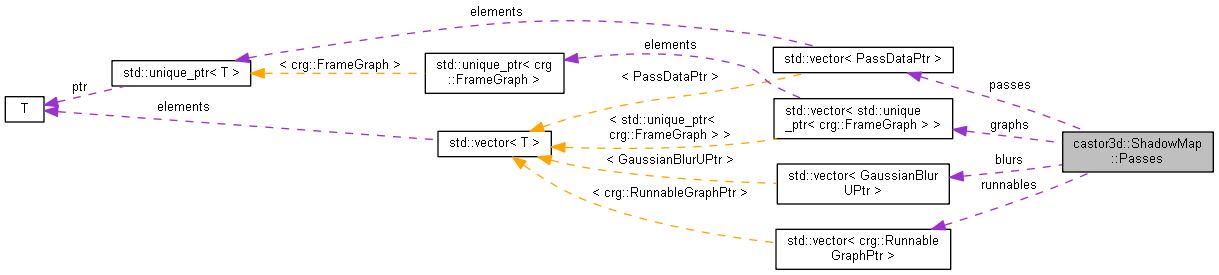 elements
std::vector< PassDataPtr >
elements
< crg::FrameGraph >
std::unique_ptr< crg
::FrameGraph >
std::unique_ptr< T >
< PassDataPtr >
passes
ptr
T
elements
std::vector< std::unique
_ptr< crg::FrameGraph > >
< std::unique_ptr<
crg::FrameGraph > >
graphs
std::vector< T >
castor3d::ShadowMap
::Passes
< GaussianBlurUPtr >
blurs
std::vector< GaussianBlur
UPtr >
runnables
< crg::RunnableGraphPtr >
std::vector< crg::Runnable
GraphPtr >